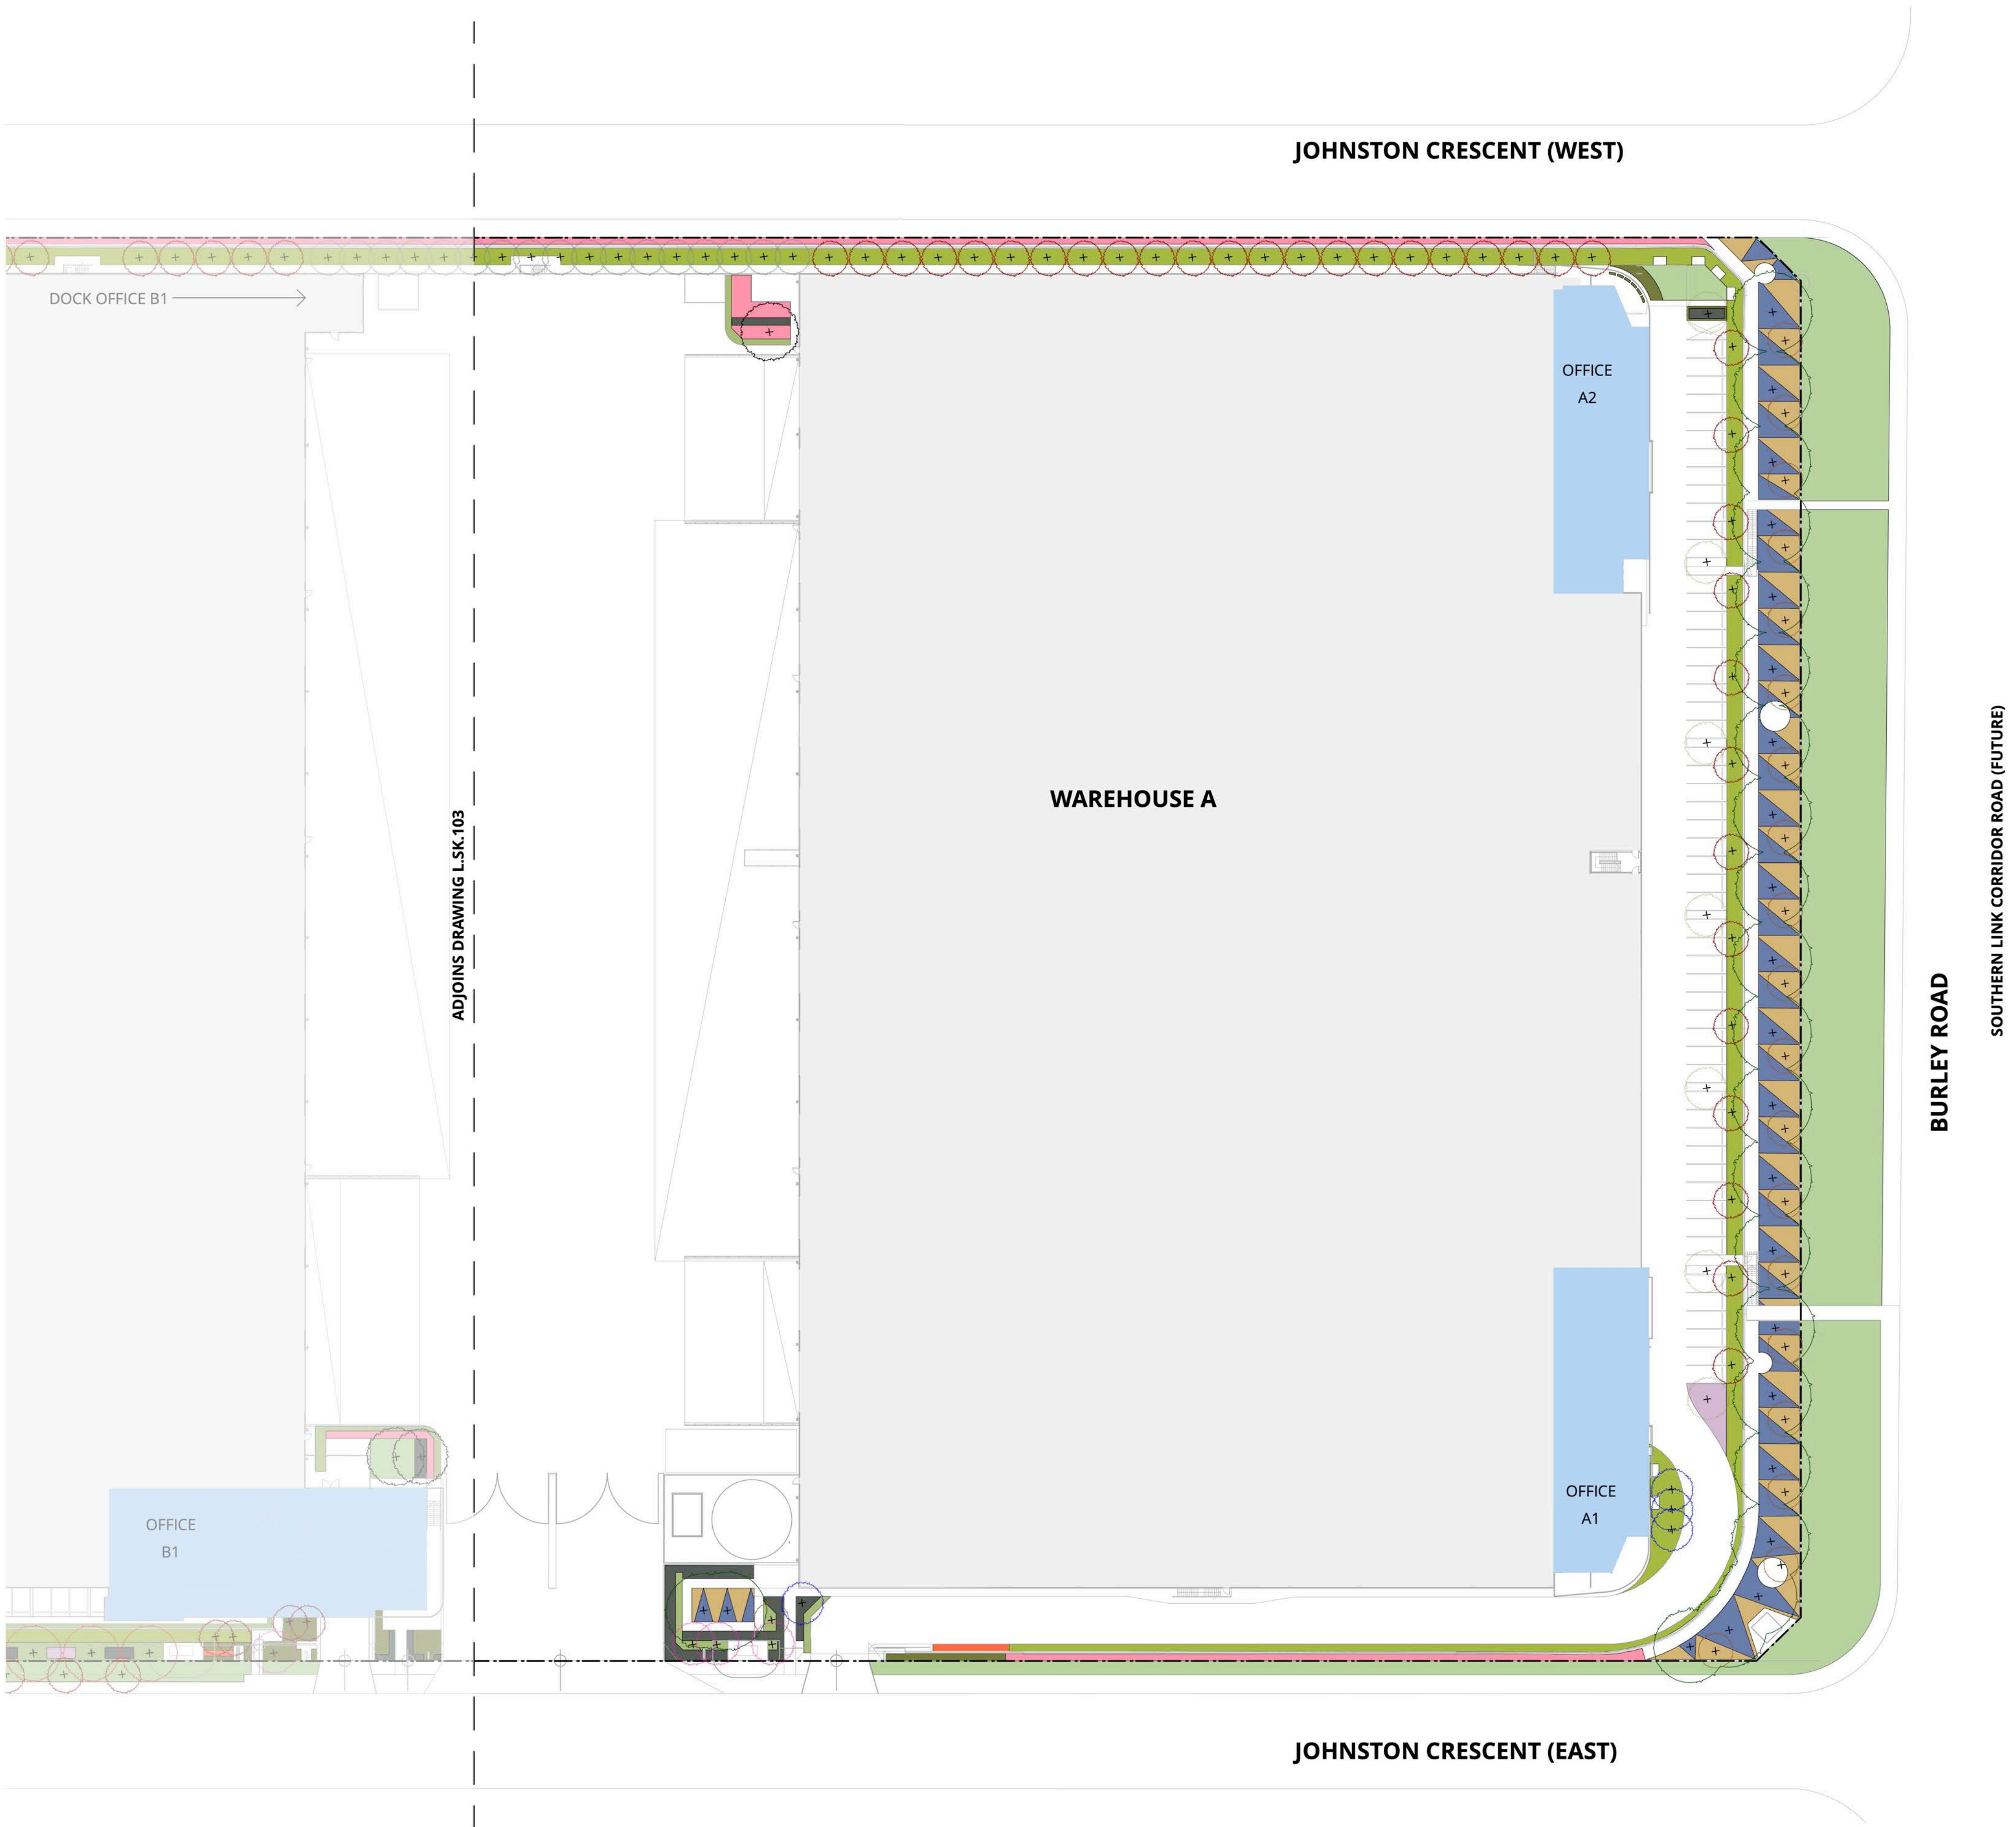 JOHNSTON CRESCENT (WEST)
DOCK OFFICE B1
OFFICE
A2
WAREHOUSE A
ADJOINS DRAWING L.SK.103
SOUTHERN LINK CORRIDOR ROAD (FUTURE)
BURLEY ROAD
OFFICE
A1
OFFICE
B1
JOHNSTON CRESCENT (EAST)